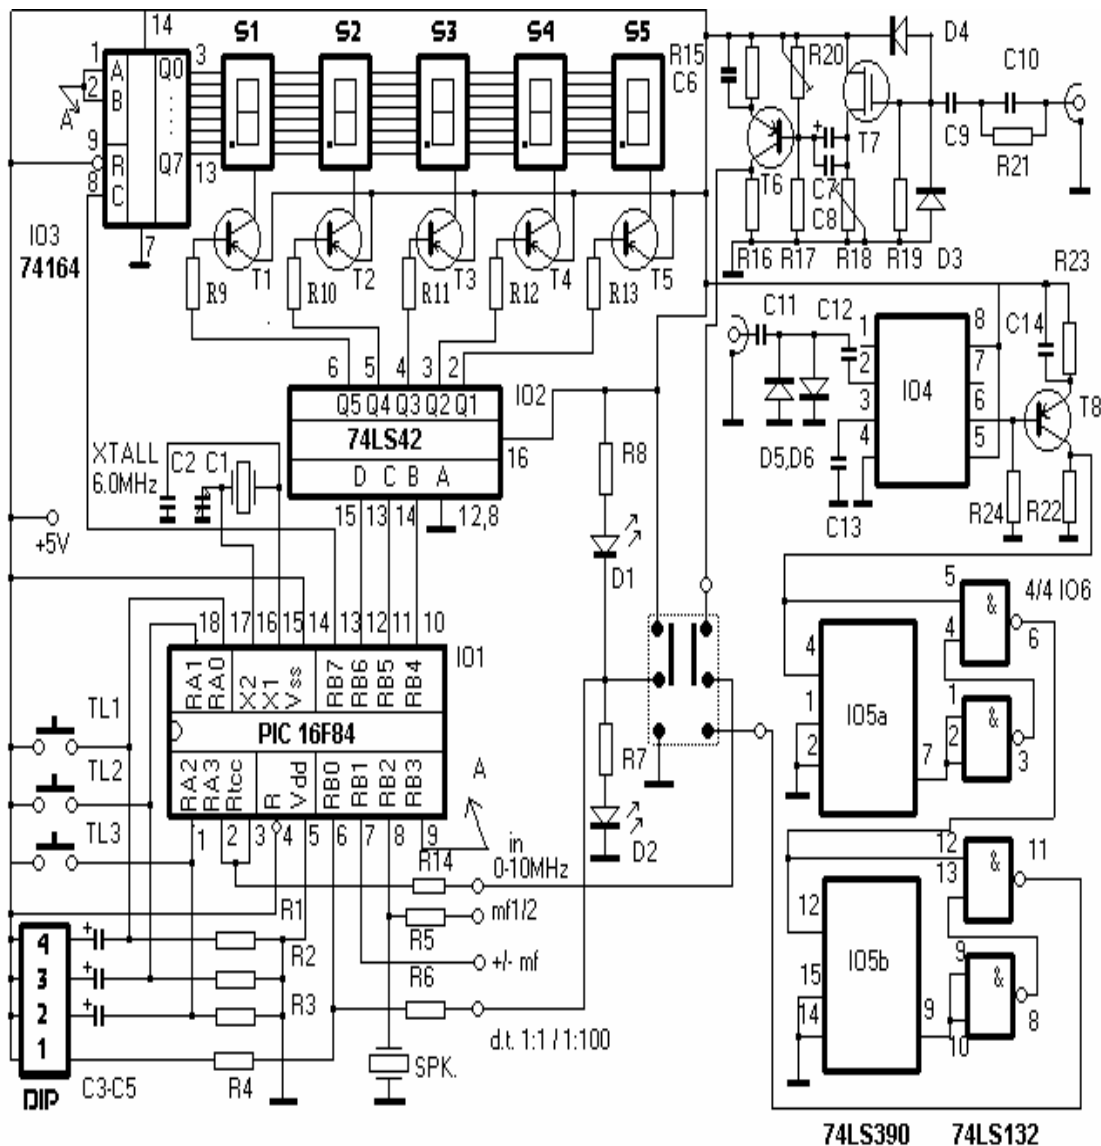 14 S1 S2 S3 S4 S5 R15 R20 D4 C10
1 A Q0 3 C6
2 B
A
9 R Q7 13 T7 C9 R21
8 C T6 C7
7 C8
IO3 T1 T2 T3 T4 T5 R16 R17 R18 R19 D3 R23
74164 R9 R10 R11 R12 R13
C11 C12 1 8 C14
6 5 4 3 2 IO2 2 7
Q5 Q4 Q3 Q2 Q1 3 IO4 6 T8
74LS42 16 4 5
XTALL C2 C1 R8 D5,D6
6.0MHz D C B A
15 13 14 12,8 C13 R24 R22
+5V D1
18 17 16 15 14 13 12 11 10 5 & 4/4 IO6
IO1 4 4 6
RA1 RA0 X2 X1 Vss RB7 RB6 RB5 RB4
TL1 PIC 16F84 1 IO5a 1 &
R7 2 7 2 3
TL2 RA2 RA3 Rtcc R Vdd RB0 RB1 RB2 RB3 A
TL3 1 2 3 4 5 6 7 8 9 D2
in
R14 0-10MHz 12 & 11
13
R1 mf1/2 12
4 R2 R5
3 R6 +/- mf 15 IO5b 9 &
2 R3 14 9 10 8
1 d.t. 1:1 / 1:100
R4 SPK.
DIP C3-C5
74LS390 74LS132